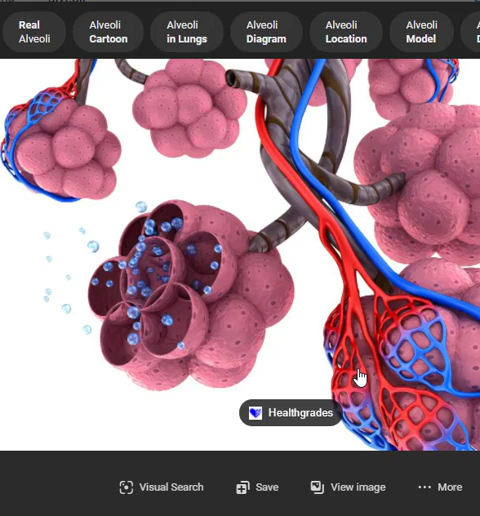 Real
Alveoli
Alveoli
Cartoon
Alveoli
in Lungs
Alveoli
Diagram
Alveoli
Location
Alveoli
Model
Healthgrades
Visual Search
Save
View image
More